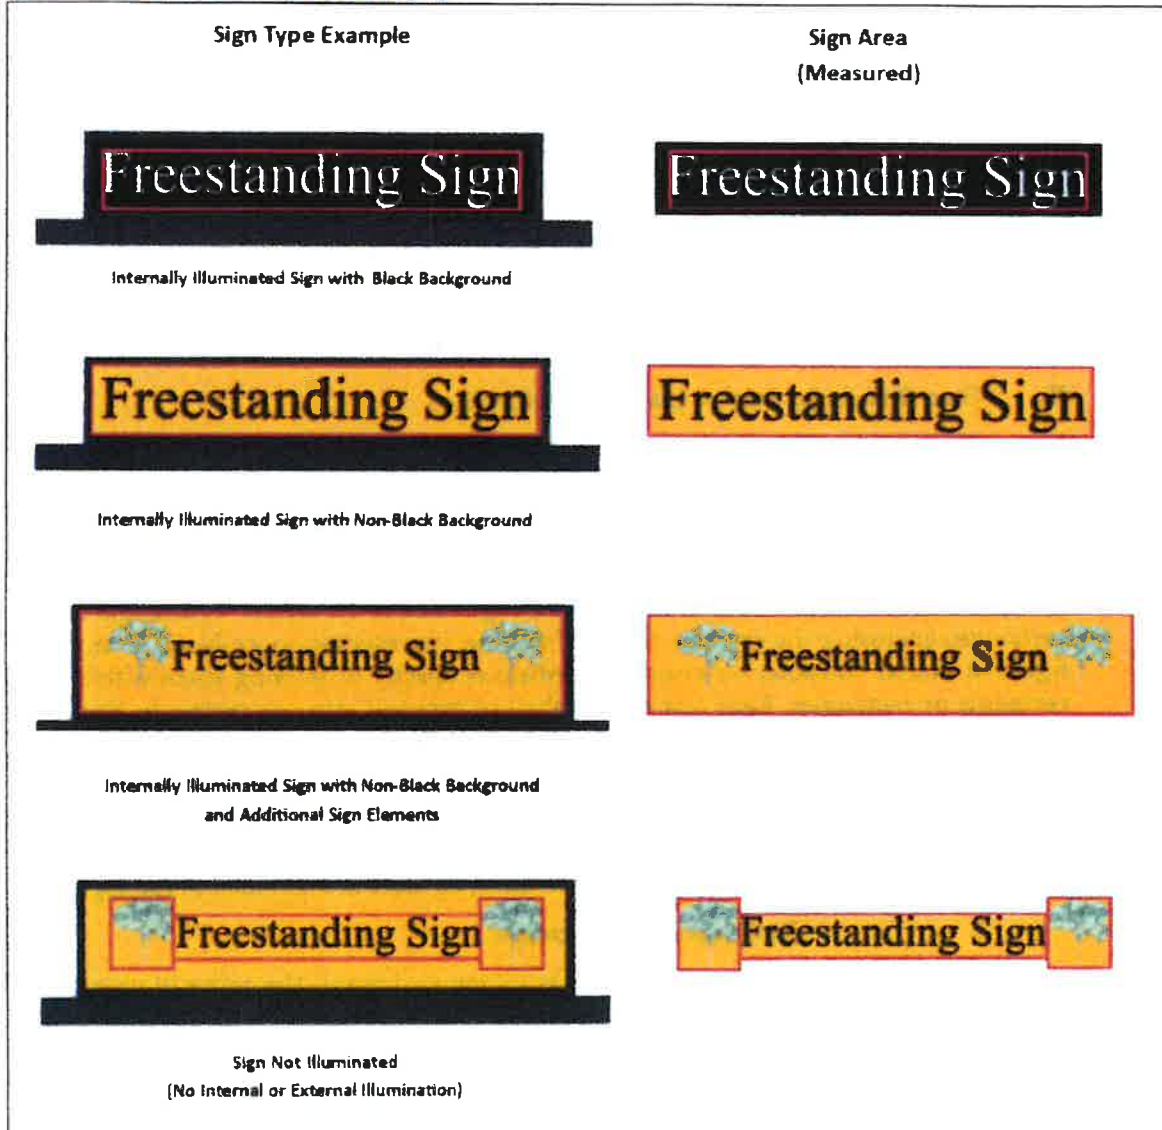 Sign Type Example
Sign Area
(Measured)
Freestanding Sign
Freestanding Sign
Internally Illuminated Sign with Black Background
Freestanding Sign
Freestanding Sign
Internally Illuminated Sign with Non-Black Background
Freestanding Sign
Freestanding Sign
Internally Illuminated Sign with Non-Black Background
and Additional Sign Elements
Freestanding Sign
Freestanding Sign
Sign Not Illuminated
(No Internal or External Illumination)